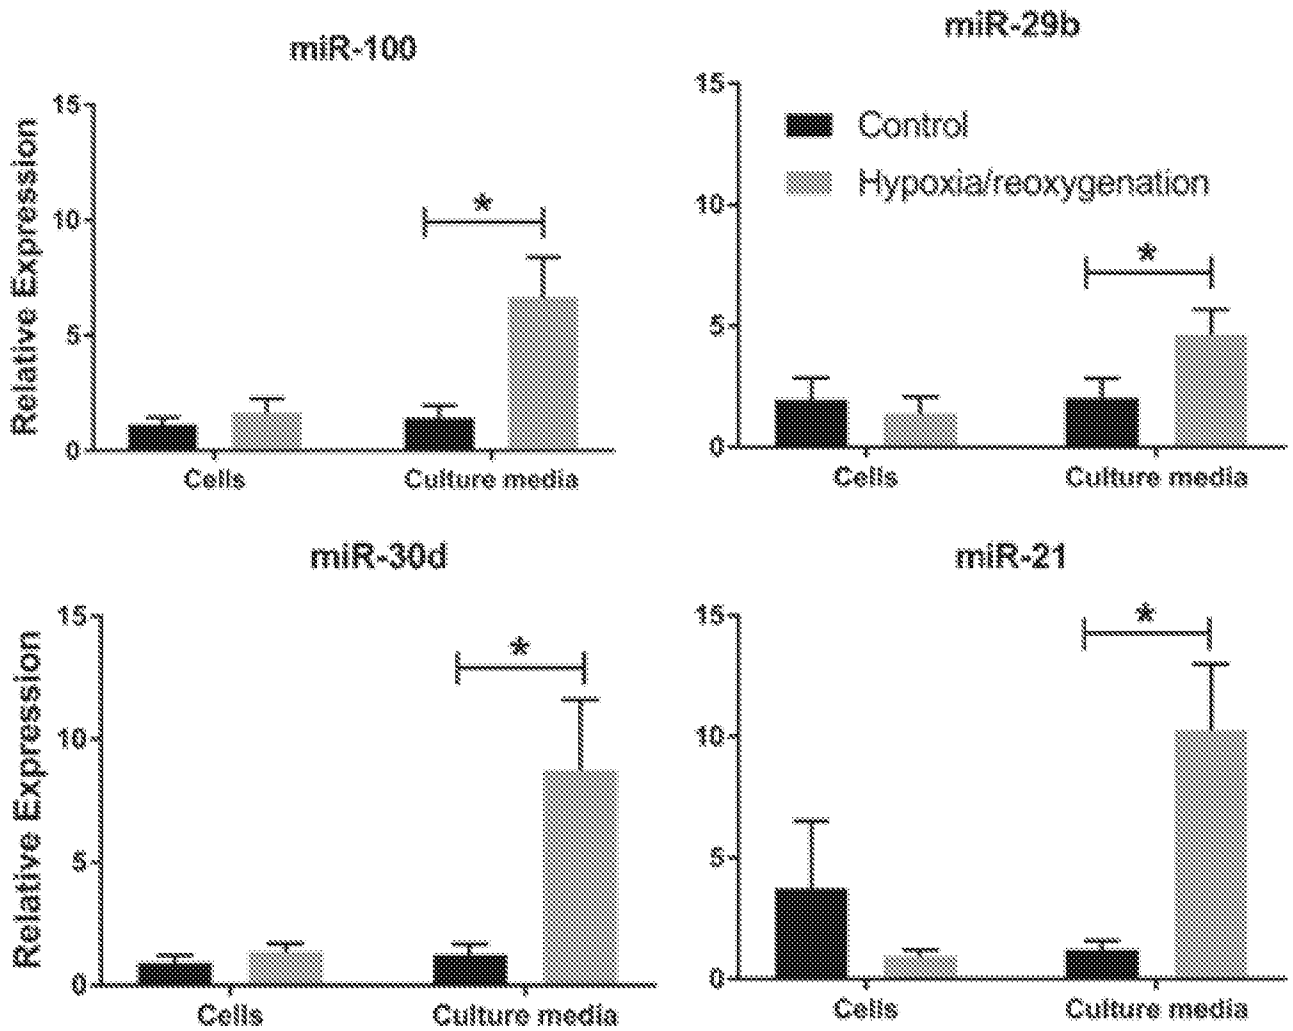 miR-100
15
10
5
0
Relative Expression
*
Cells
Culture media
miR-29b
15
10
5
0
Control
Hypoxia/reoxygenation
*
Cells
Culture media
miR-30d
15
10
5
0
Relative Expression
*
Cells
Culture media
miR-21
15
10
5
0
*
Cells
Culture media